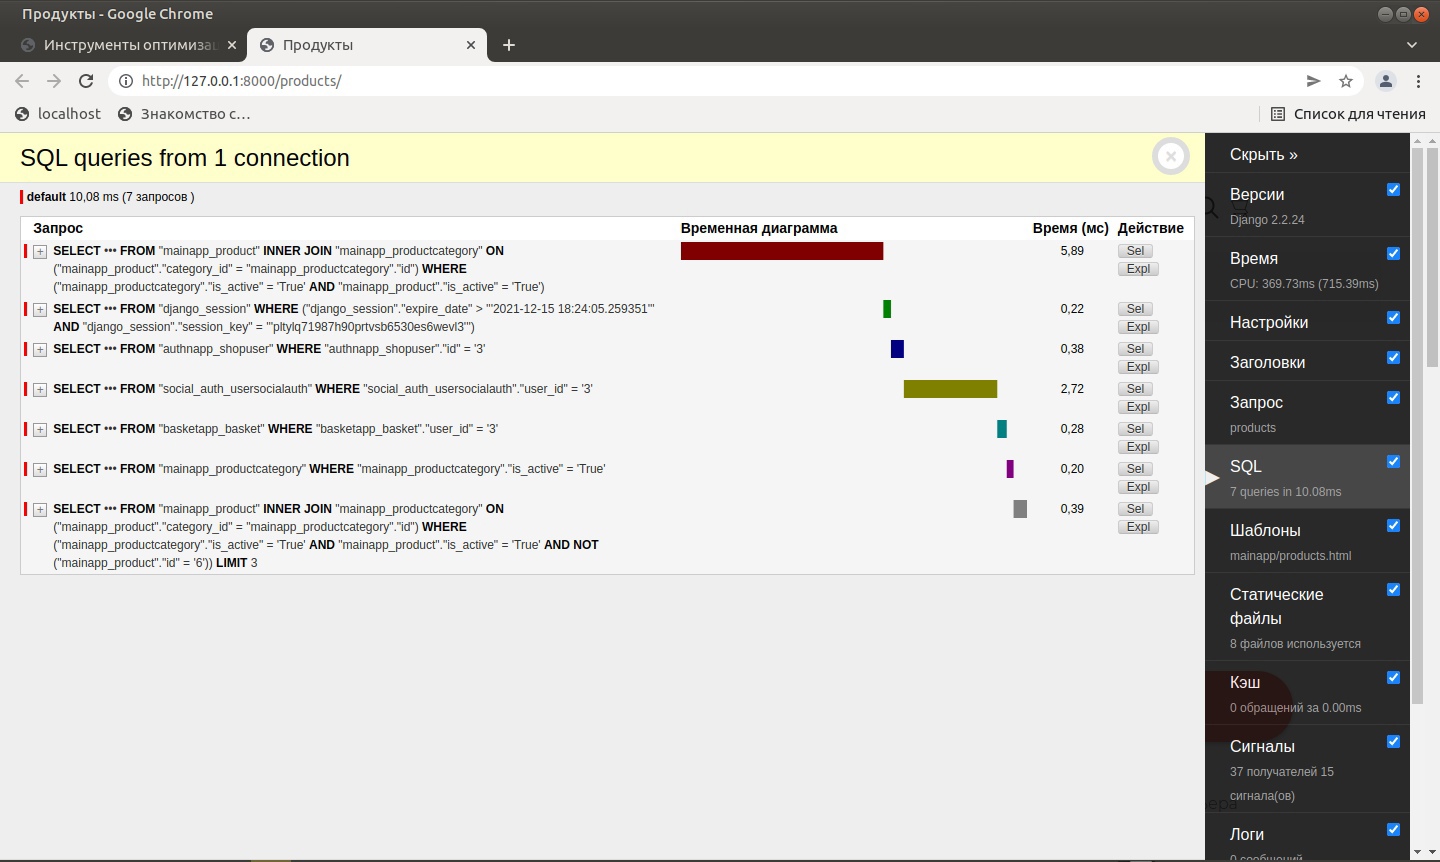 Продукты - Google Chrome
Инструменты оптимизац
Продукты
http://127.0.0.1:8000/products/
localhost
Знакомство с…
Список для чтения
SQL queries from 1 connection
default 10,08 ms (7 запросов )
Запрос
Временная диаграмма
Время (мс)
Действие
SELECT ••• FROM "mainapp_product" INNER JOIN "mainapp_productcategory" ON
("mainapp_product"."category_id" = "mainapp_productcategory"."id") WHERE
("mainapp_productcategory"."is_active" = 'True' AND "mainapp_product"."is_active" = 'True')
5,89
Sel
Expl
SELECT ••• FROM "django_session" WHERE ("django_session"."expire_date" > '''2021-12-15 18:24:05.259351'''
AND "django_session"."session_key" = '''pltylq71987h90prtvsb6530es6wevl3''')
0,22
Sel
Expl
SELECT ••• FROM "authnapp_shopuser" WHERE "authnapp_shopuser"."id" = '3'
0,38
Sel
Expl
SELECT ••• FROM "social_auth_usersocialauth" WHERE "social_auth_usersocialauth"."user_id" = '3'
2,72
Sel
Expl
SELECT ••• FROM "basketapp_basket" WHERE "basketapp_basket"."user_id" = '3'
0,28
Sel
Expl
SELECT ••• FROM "mainapp_productcategory" WHERE "mainapp_productcategory"."is_active" = 'True'
0,20
Sel
Expl
SELECT ••• FROM "mainapp_product" INNER JOIN "mainapp_productcategory" ON
("mainapp_product"."category_id" = "mainapp_productcategory"."id") WHERE
("mainapp_productcategory"."is_active" = 'True' AND "mainapp_product"."is_active" = 'True' AND NOT
("mainapp_product"."id" = '6')) LIMIT 3
0,39
Sel
Expl
Скрыть »
Версии
Django 2.2.24
Время
CPU: 369.73ms (715.39ms)
Настройки
Заголовки
Запрос
products
SQL
7 queries in 10.08ms
Шаблоны
mainapp/products.html
Статические
файлы
8 файлов используется
Кэш
0 обращений за 0.00ms
Сигналы
37 получателей 15
сигнала(ов)
Логи
0 сообщений